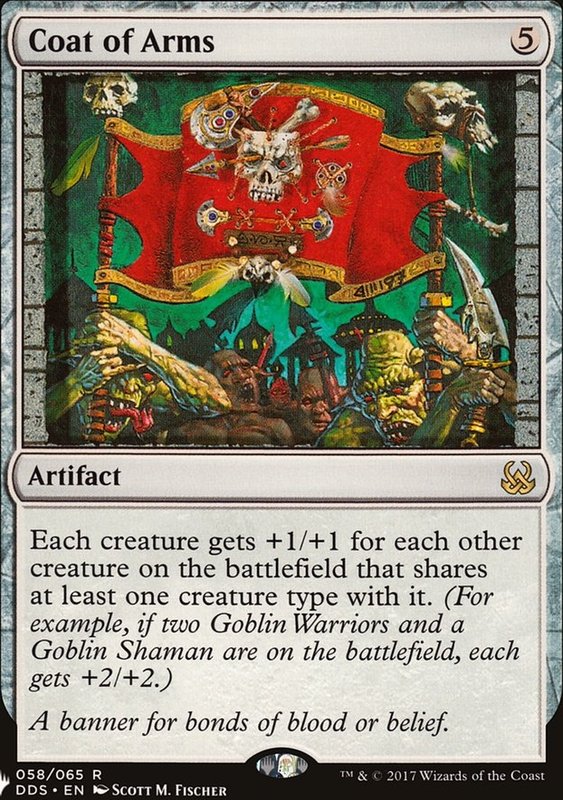 Coat of Arms 5
Artifact
Each creature gets +1/+1 for each other
creature on the battlefield that shares
at least one creature type with it. (For
example, if two Goblin Warriors and a
Goblin Shaman are on the battlefield, each
gets +2/+2.)
A banner for bonds of blood or belief.
058/065 R
DDS • EN Scott M. Fischer
™ & © 2017 Wizards of the Coast